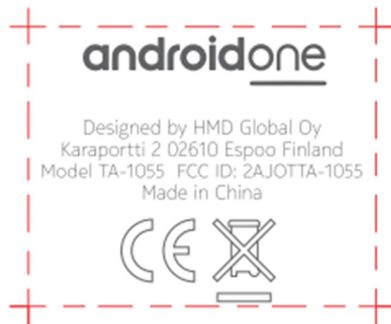 androidone
Designed by HMD Global Oy
Karaportti 2 02610 Espoo Finland
Model TA-1055 FCC ID: 2AJOTTA-1055
Made in China
CE